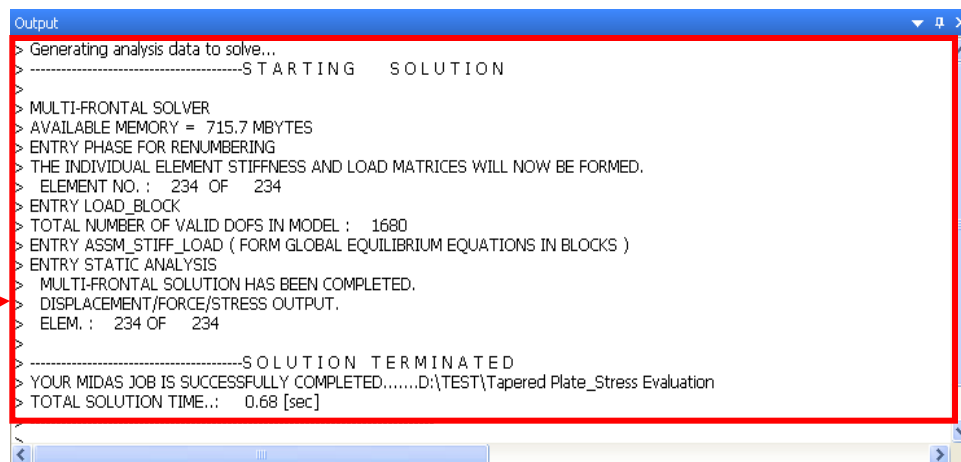 Output
> Generating analysis data to solve...
> ----------------------------------------S T A R T I N G     S O L U T I O N
>
> MULTI-FRONTAL SOLVER
> AVAILABLE MEMORY =  715.7 MBYTES
> ENTRY PHASE FOR RENUMBERING
> THE INDIVIDUAL ELEMENT STIFFNESS AND LOAD MATRICES WILL NOW BE FORMED.
>   ELEMENT NO. :    234  OF     234
> ENTRY LOAD_BLOCK
> TOTAL NUMBER OF VALID DOFS IN MODEL :    1680
> ENTRY ASSM_STIFF_LOAD ( FORM GLOBAL EQUILIBRIUM EQUATIONS IN BLOCKS )
> ENTRY STATIC ANALYSIS
>   MULTI-FRONTAL SOLUTION HAS BEEN COMPLETED.
>   DISPLACEMENT/FORCE/STRESS OUTPUT.
>   ELEM. :    234 OF     234
>
> ----------------------------------------S O L U T I O N   T E R M I N A T E D
> YOUR MIDAS JOB IS SUCCESSFULLY COMPLETED.......D:\TEST\Tapered Plate_Stress Evaluation
> TOTAL SOLUTION TIME..:     0.68 [sec]